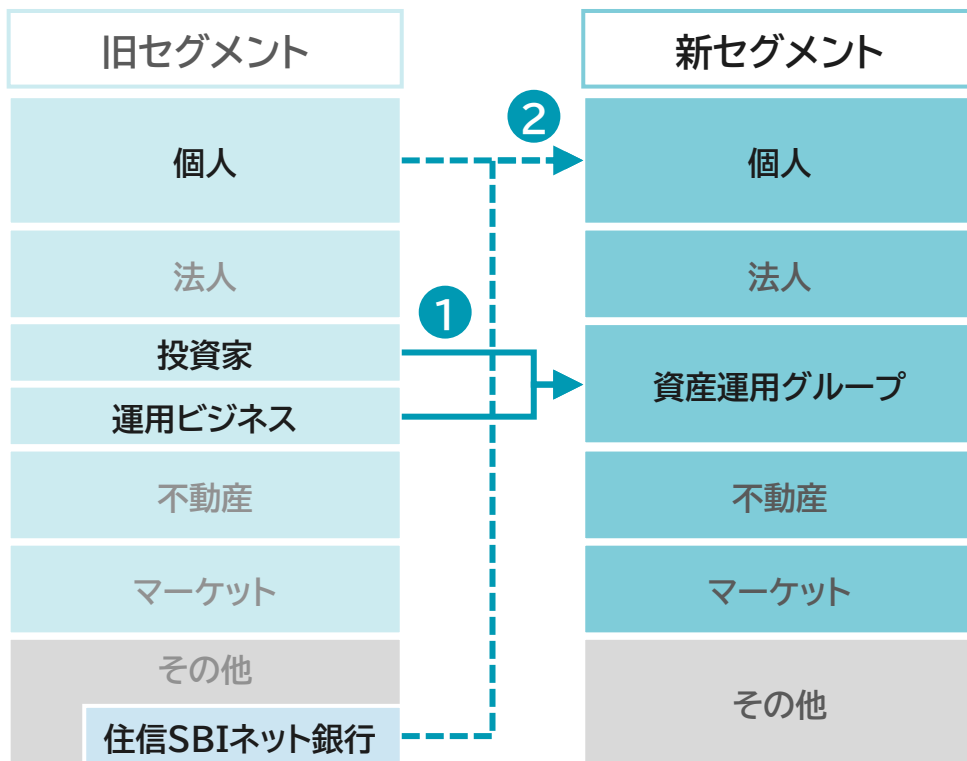 旧セグメント
新セグメント
2
個人
個人
法人
法人
1
投資家
運用ビジネス
資産運用グループ
不動産
不動産
マーケット
マーケット
その他
その他
住信SBIネット銀行